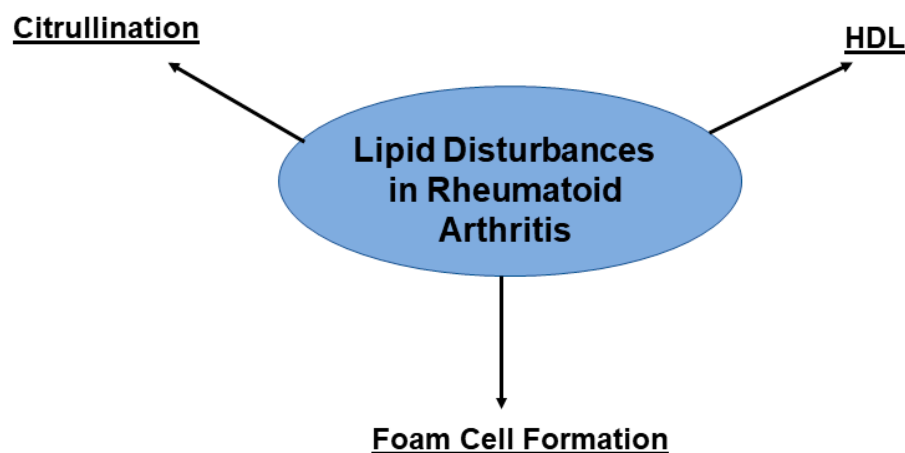 Citrullination
HDL
Lipid Disturbances
in Rheumatoid
Arthritis
Foam Cell Formation